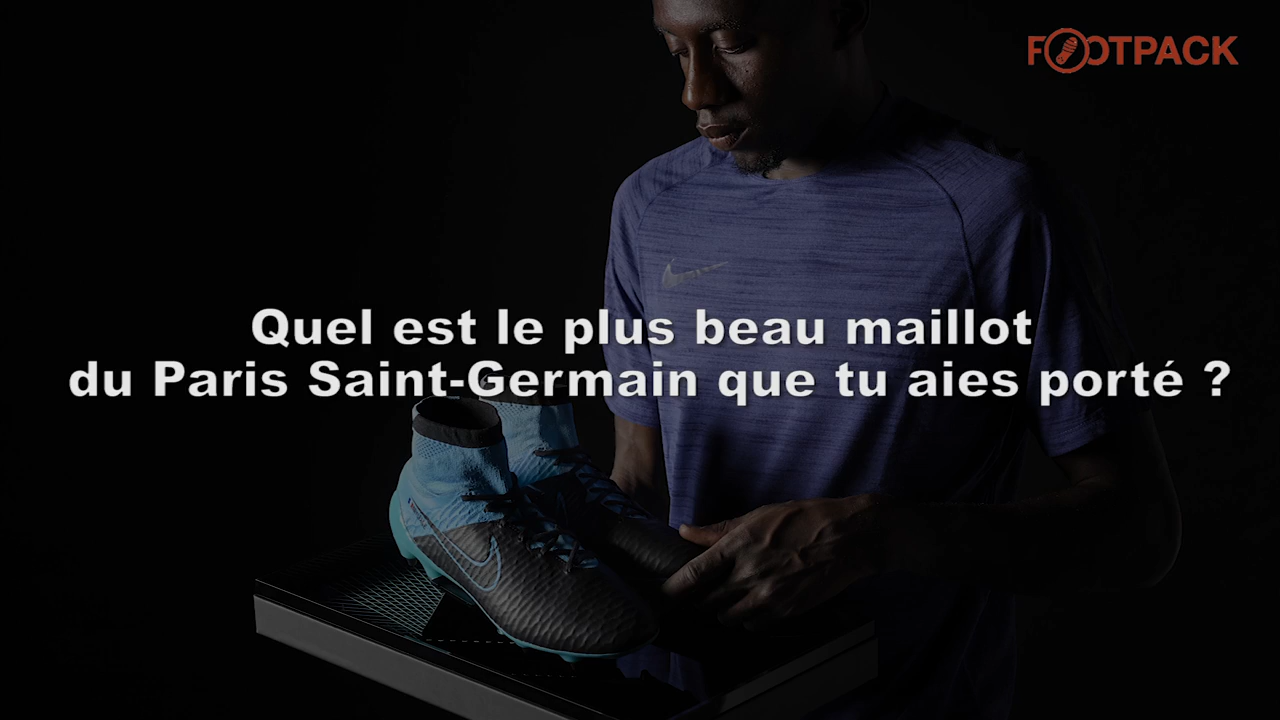 FOOTPACK
Quel est le plus beau maillot
du Paris Saint-Germain que tu aies porté ?